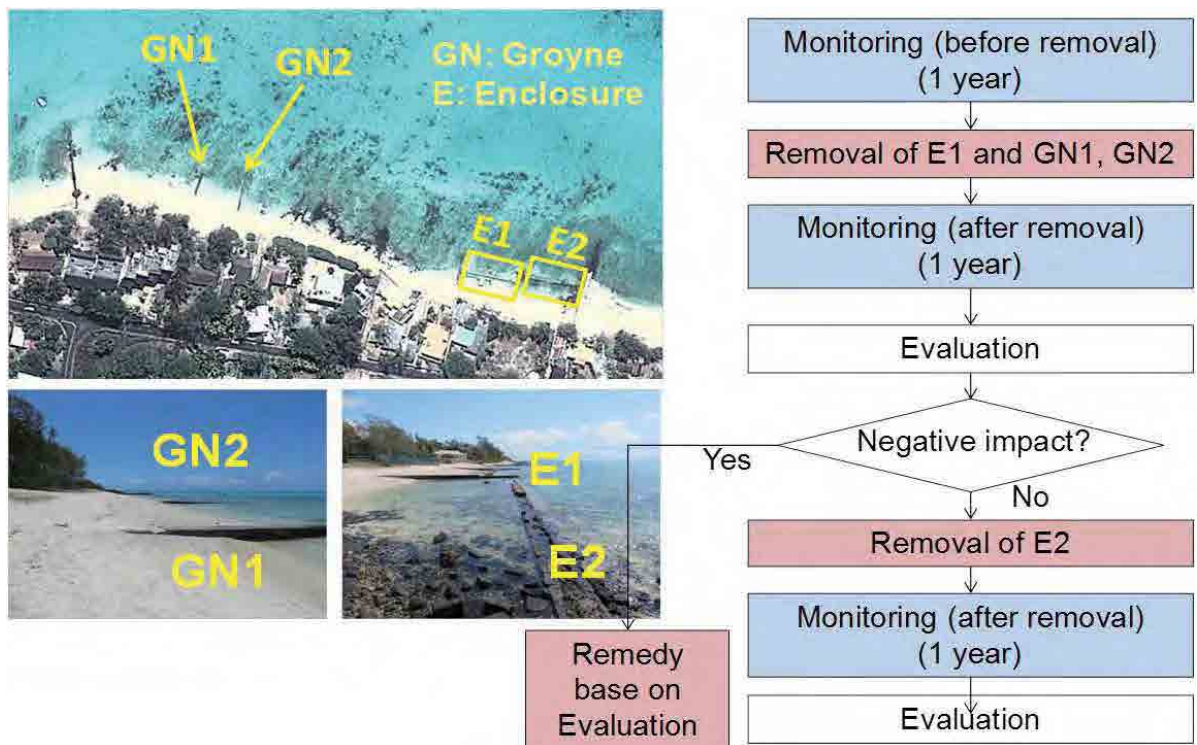 GN1
GN2
GN: Groyne
E: Enclosure
E1
E2
GN2
GN1
E1
E2
Monitoring (before removal)
(1 year)
Removal of E1 and GN1, GN2
Monitoring (after removal)
(1 year)
Evaluation
Negative impact?
Yes
No
Removal of E2
Monitoring (after removal)
(1 year)
Evaluation
Remedy
base on
Evaluation